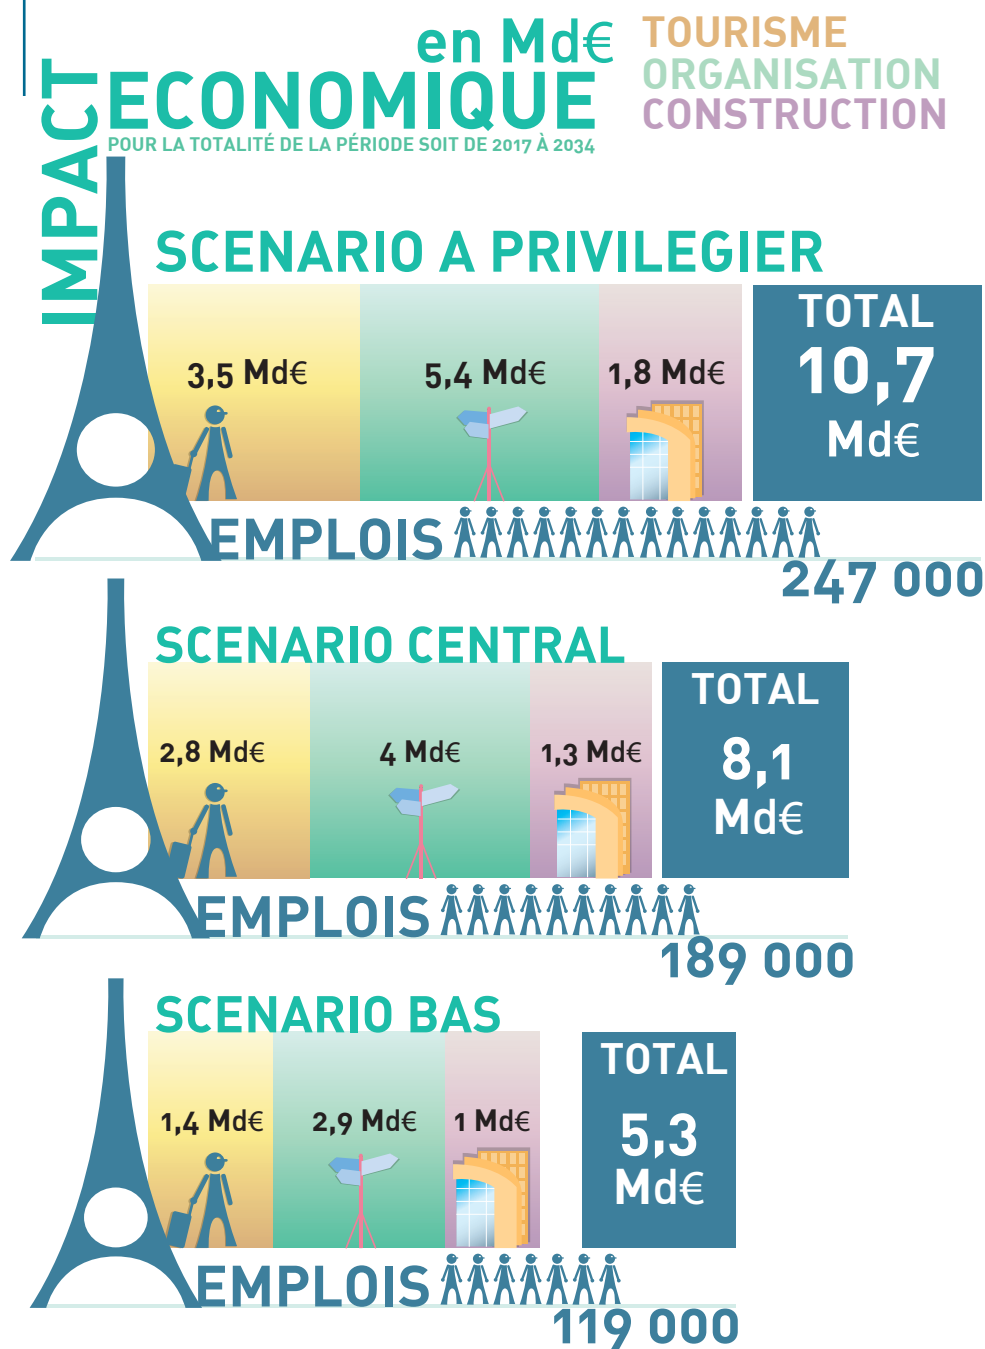 IMPACT
en Md€
ECONOMIQUE
POUR LA TOTALITÉ DE LA PÉRIODE SOIT DE 2017 À 2034
TOURISME
ORGANISATION
CONSTRUCTION
SCENARIO A PRIVILEGIER
3,5 Md€
5,4 Md€
1,8 Md€
TOTAL
10,7
Md€
EMPLOIS
247 000
SCENARIO CENTRAL
2,8 Md€
4 Md€
1,3 Md€
TOTAL
8,1
Md€
EMPLOIS
189 000
SCENARIO BAS
1,4 Md€
2,9 Md€
1 Md€
TOTAL
5,3
Md€
EMPLOIS
119 000